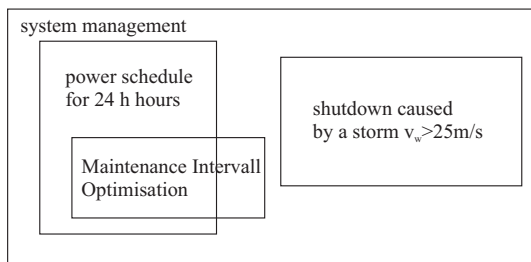 system management
power schedule
for 24 h hours
shutdown caused
by a storm v_w>25m/s
Maintenance Intervall
Optimisation